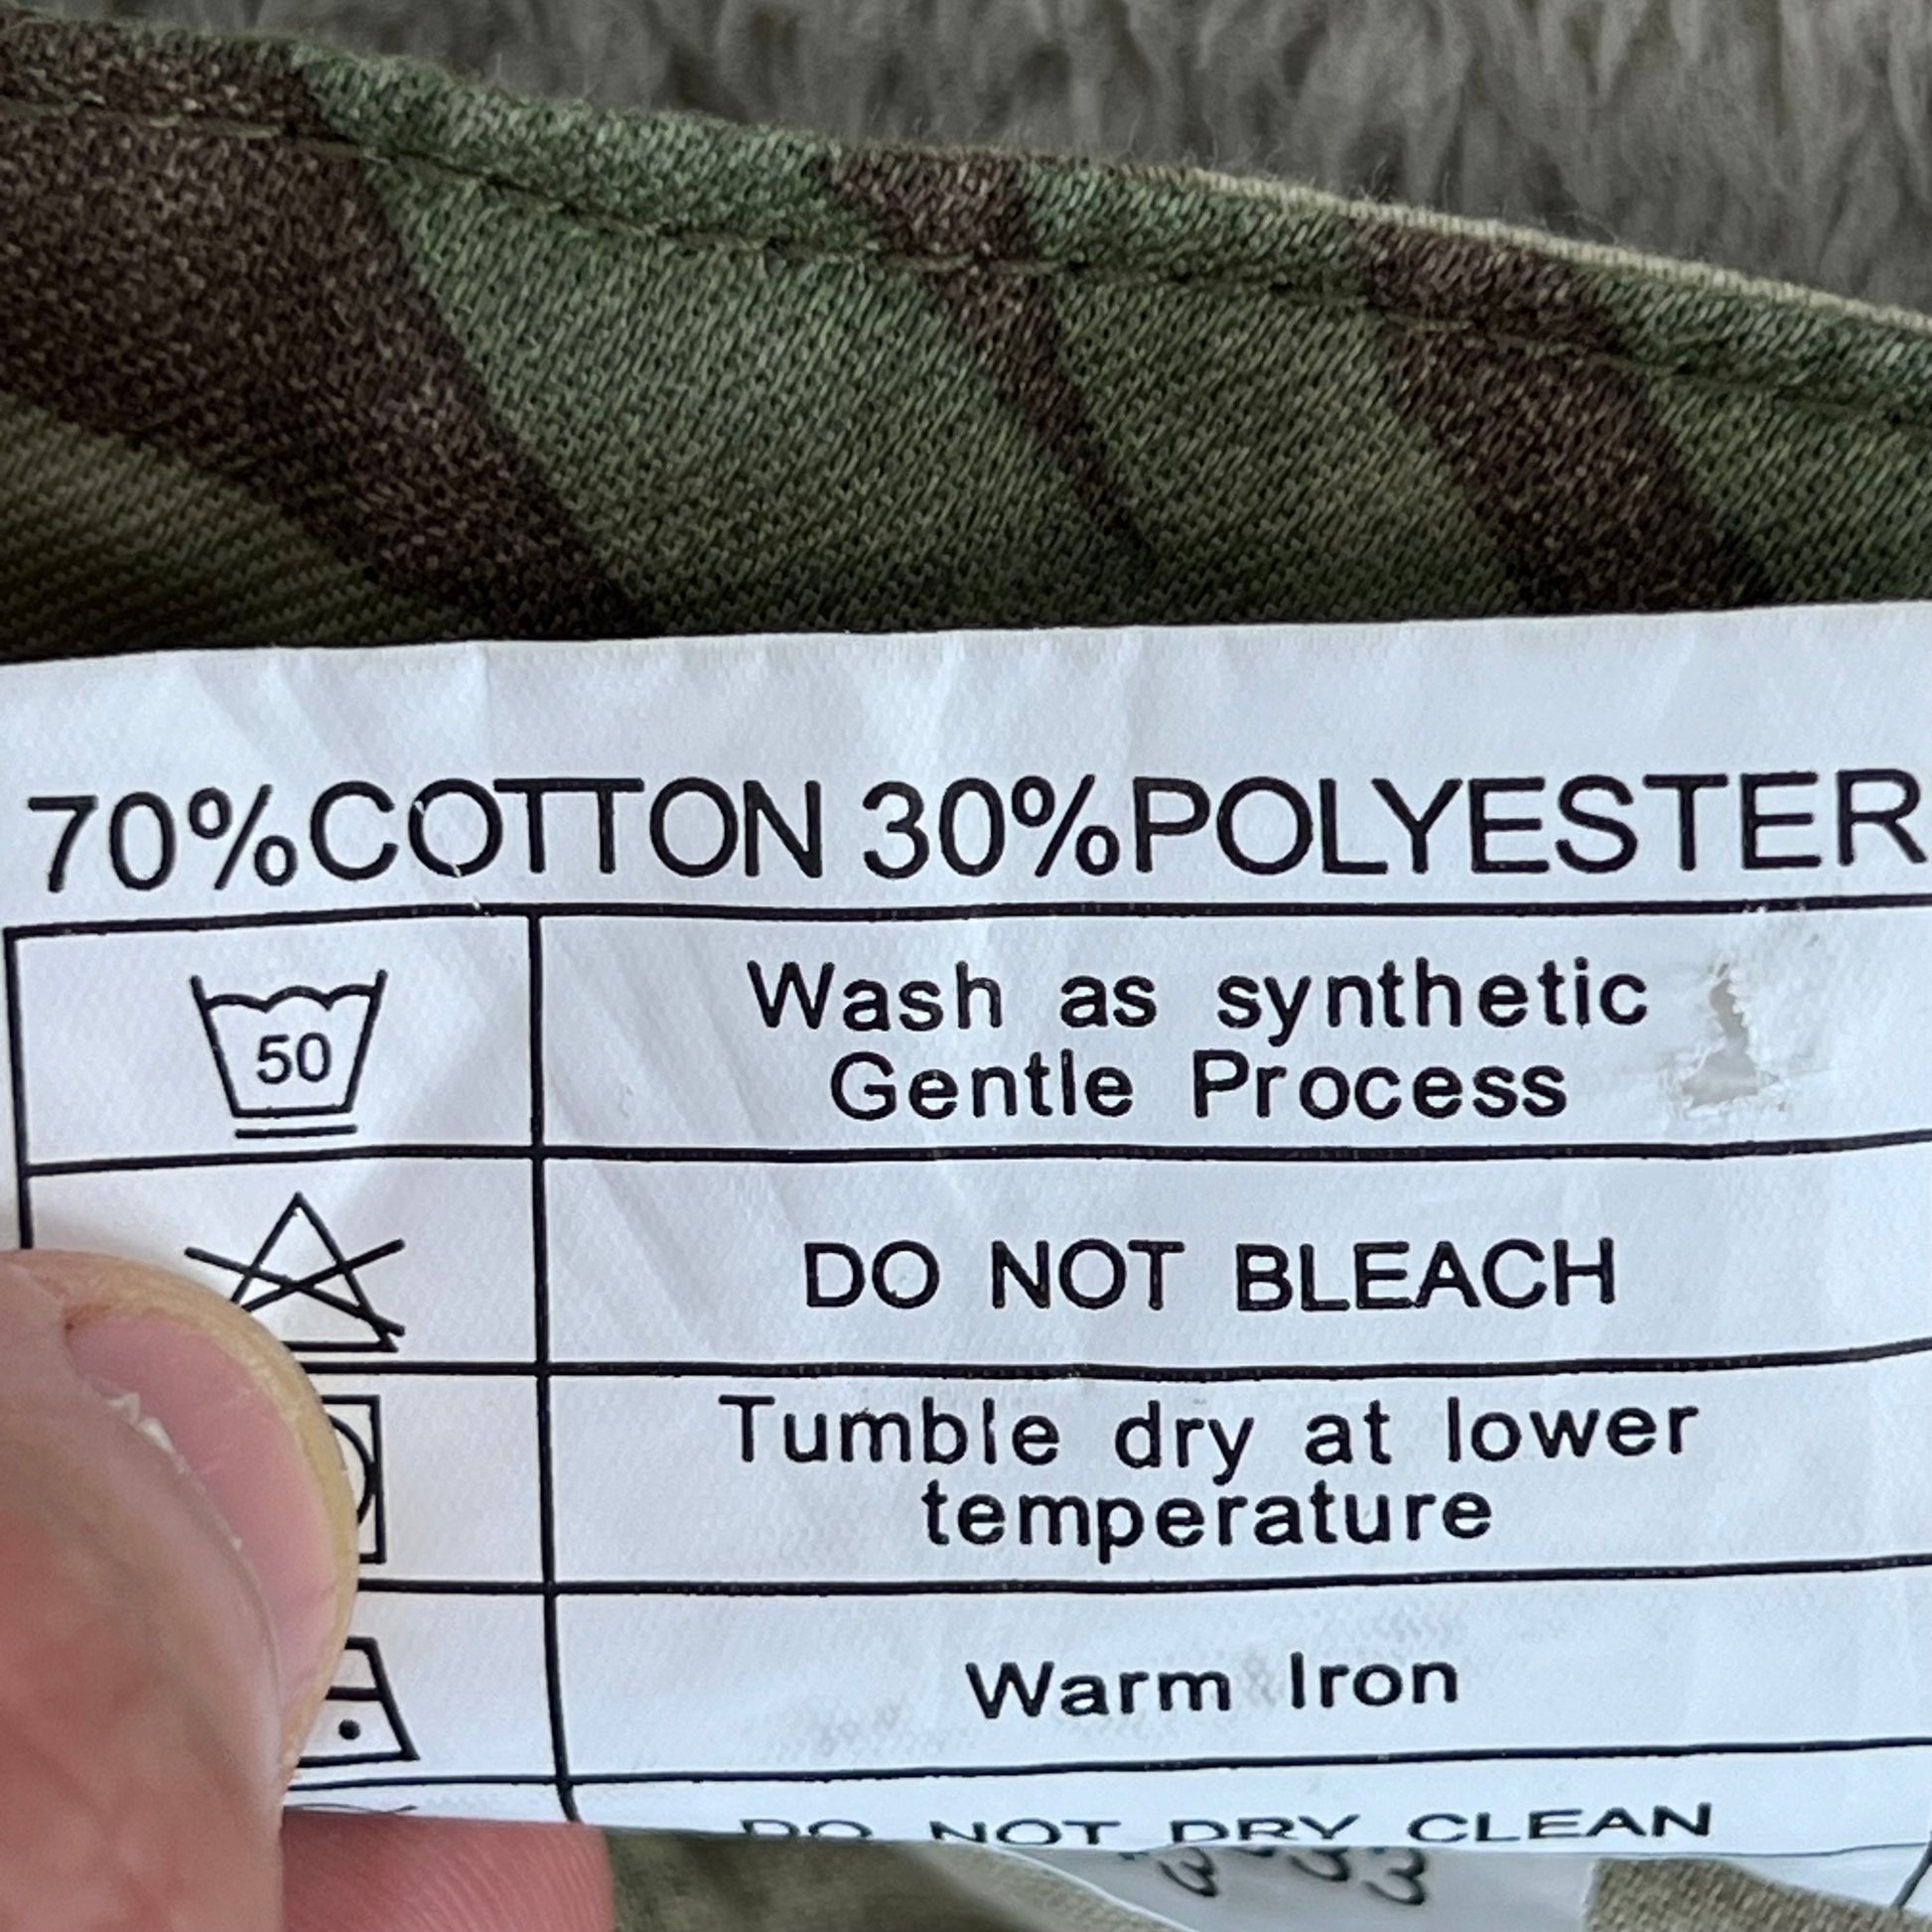 70%COTTON 30%POLYESTER
50
Wash as synthetic
Gentle Process
DO NOT BLEACH
Tumble dry at lower
temperature
Warm Iron
DO NOT DRY CLEAN